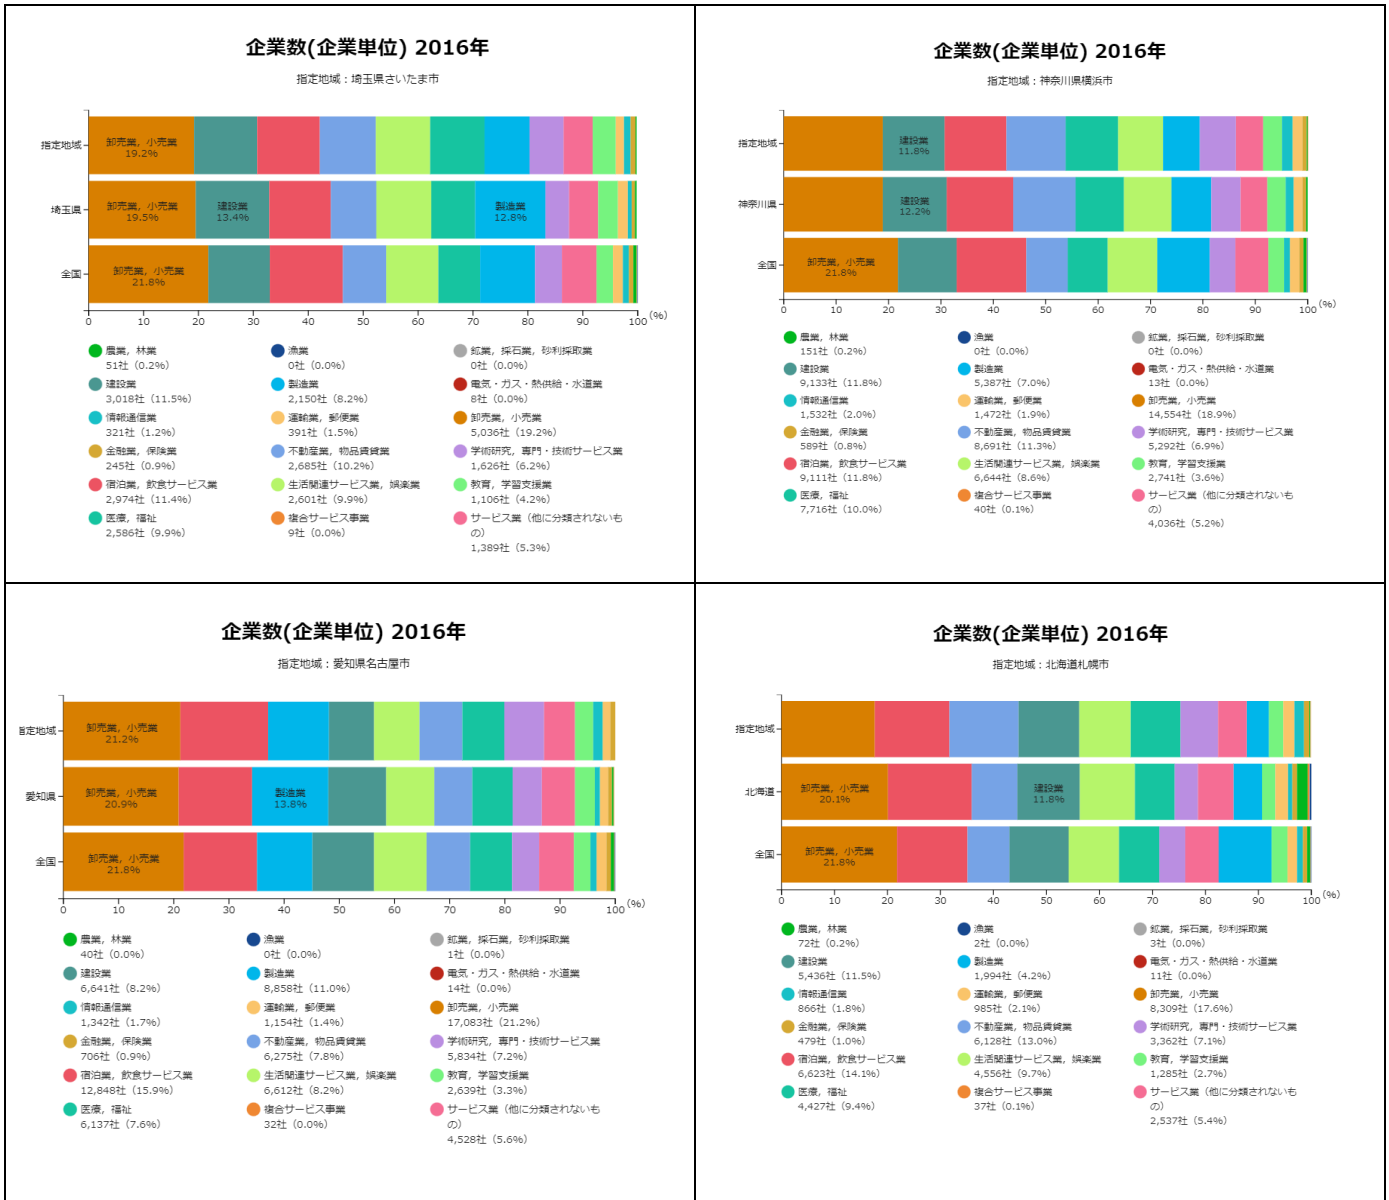 企業数(企業単位) 2016年
指定地域：埼玉県さいたま市
指定地域
卸売業，小売業
19.2%
埼玉県
卸売業，小売業
19.5%
建設業
13.4%
製造業
12.8%
全国
卸売業，小売業
21.8%
0 10 20 30 40 50 60 70 80 90 100 (%)
農業，林業
51社（0.2%）
漁業
0社（0.0%）
鉱業，採石業，砂利採取業
0社（0.0%）
建設業
3,018社（11.5%）
製造業
2,150社（8.2%）
電気・ガス・熱供給・水道業
8社（0.0%）
情報通信業
321社（1.2%）
運輸業，郵便業
391社（1.5%）
卸売業，小売業
5,036社（19.2%）
金融業，保険業
245社（0.9%）
不動産業，物品賃貸業
2,685社（10.2%）
学術研究，専門・技術サービス業
1,626社（6.2%）
宿泊業，飲食サービス業
2,974社（11.4%）
生活関連サービス業，娯楽業
2,601社（9.9%）
教育，学習支援業
1,106社（4.2%）
医療，福祉
2,586社（9.9%）
複合サービス事業
9社（0.0%）
サービス業（他に分類されないも
の）
1,389社（5.3%）
企業数(企業単位) 2016年
指定地域：神奈川県横浜市
指定地域
建設業
11.8%
神奈川県
建設業
12.2%
全国
卸売業，小売業
21.8%
0 10 20 30 40 50 60 70 80 90 100 (%)
農業，林業
151社（0.2%）
漁業
0社（0.0%）
鉱業，採石業，砂利採取業
0社（0.0%）
建設業
9,133社（11.8%）
製造業
5,387社（7.0%）
電気・ガス・熱供給・水道業
13社（0.0%）
情報通信業
1,532社（2.0%）
運輸業，郵便業
1,472社（1.9%）
卸売業，小売業
14,554社（18.9%）
金融業，保険業
589社（0.8%）
不動産業，物品賃貸業
8,691社（11.3%）
学術研究，専門・技術サービス業
5,292社（6.9%）
宿泊業，飲食サービス業
9,111社（11.8%）
生活関連サービス業，娯楽業
6,644社（8.6%）
教育，学習支援業
2,741社（3.6%）
医療，福祉
7,716社（10.0%）
複合サービス事業
40社（0.1%）
サービス業（他に分類されないも
の）
4,036社（5.2%）
企業数(企業単位) 2016年
指定地域：愛知県名古屋市
指定地域
卸売業，小売業
21.2%
愛知県
卸売業，小売業
20.9%
製造業
13.8%
全国
卸売業，小売業
21.8%
0 10 20 30 40 50 60 70 80 90 100 (%)
農業，林業
40社（0.0%）
漁業
0社（0.0%）
鉱業，採石業，砂利採取業
1社（0.0%）
建設業
6,641社（8.2%）
製造業
8,858社（11.0%）
電気・ガス・熱供給・水道業
14社（0.0%）
情報通信業
1,342社（1.7%）
運輸業，郵便業
1,154社（1.4%）
卸売業，小売業
17,083社（21.2%）
金融業，保険業
706社（0.9%）
不動産業，物品賃貸業
6,275社（7.8%）
学術研究，専門・技術サービス業
5,834社（7.2%）
宿泊業，飲食サービス業
12,848社（15.9%）
生活関連サービス業，娯楽業
6,612社（8.2%）
教育，学習支援業
2,639社（3.3%）
医療，福祉
6,137社（7.6%）
複合サービス事業
32社（0.0%）
サービス業（他に分類されないも
の）
4,528社（5.6%）
企業数(企業単位) 2016年
指定地域：北海道札幌市
指定地域
北海道
卸売業，小売業
20.1%
建設業
11.8%
全国
卸売業，小売業
21.8%
0 10 20 30 40 50 60 70 80 90 100 (%)
農業，林業
72社（0.2%）
漁業
2社（0.0%）
鉱業，採石業，砂利採取業
3社（0.0%）
建設業
5,436社（11.5%）
製造業
1,994社（4.2%）
電気・ガス・熱供給・水道業
11社（0.0%）
情報通信業
866社（1.8%）
運輸業，郵便業
985社（2.1%）
卸売業，小売業
8,309社（17.6%）
金融業，保険業
479社（1.0%）
不動産業，物品賃貸業
6,128社（13.0%）
学術研究，専門・技術サービス業
3,362社（7.1%）
宿泊業，飲食サービス業
6,623社（14.1%）
生活関連サービス業，娯楽業
4,556社（9.7%）
教育，学習支援業
1,285社（2.7%）
医療，福祉
4,427社（9.4%）
複合サービス事業
37社（0.1%）
サービス業（他に分類されないも
の）
2,537社（5.4%）